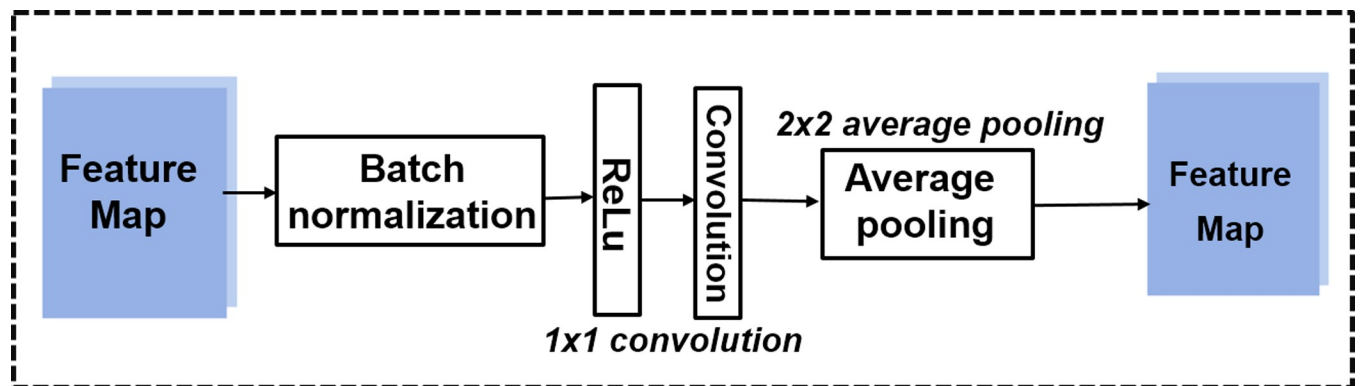 Feature
Map
Batch
normalization
ReLu
1x1 convolution
Convolution
2x2 average pooling
Average
pooling
Feature
Map